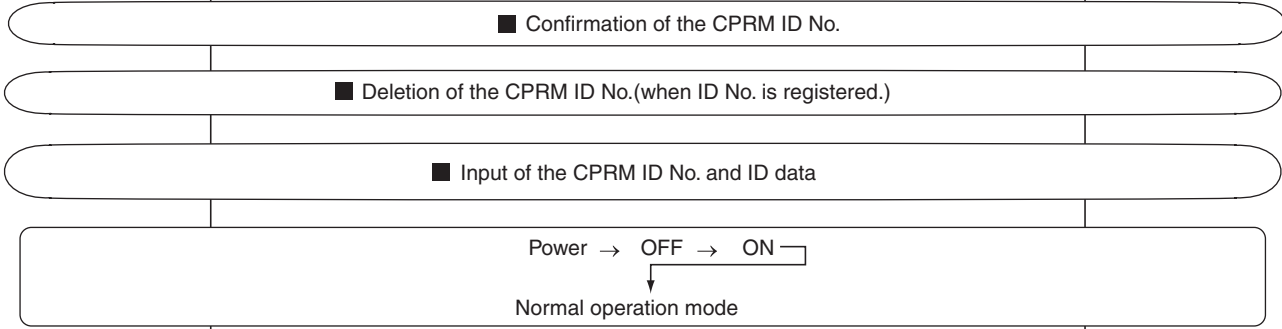 ■ Confirmation of the CPRM ID No.
■ Deletion of the CPRM ID No.(when ID No. is registered.)
■ Input of the CPRM ID No. and ID data
Power → OFF → ON
Normal operation mode